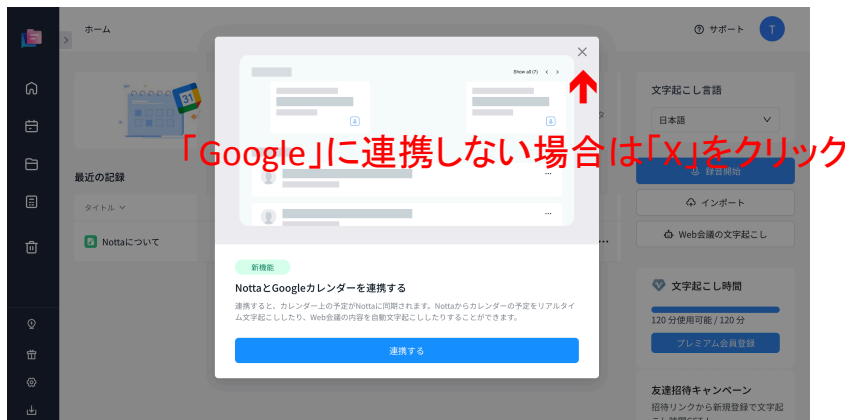 ホーム
サポート
T
Show all (7)
31
文字起こし言語
日本語
「Google」に連携しない場合は「X」をクリック
録音開始
最近の記録
タイトル
インポート
Nottaについて
Web会議の文字起こし
新機能
NottaとGoogleカレンダーを連携する
連携すると、カレンダー上の予定がNottaに同期されます。Nottaからカレンダーの予定をリアルタイ
ム文字起こししたり、Web会議の内容を自動文字起こししたりすることができます。
連携する
文字起こし時間
120 分使用可能 / 120 分
プレミアム会員登録
友達招待キャンペーン
招待リンクから新規登録で文字起